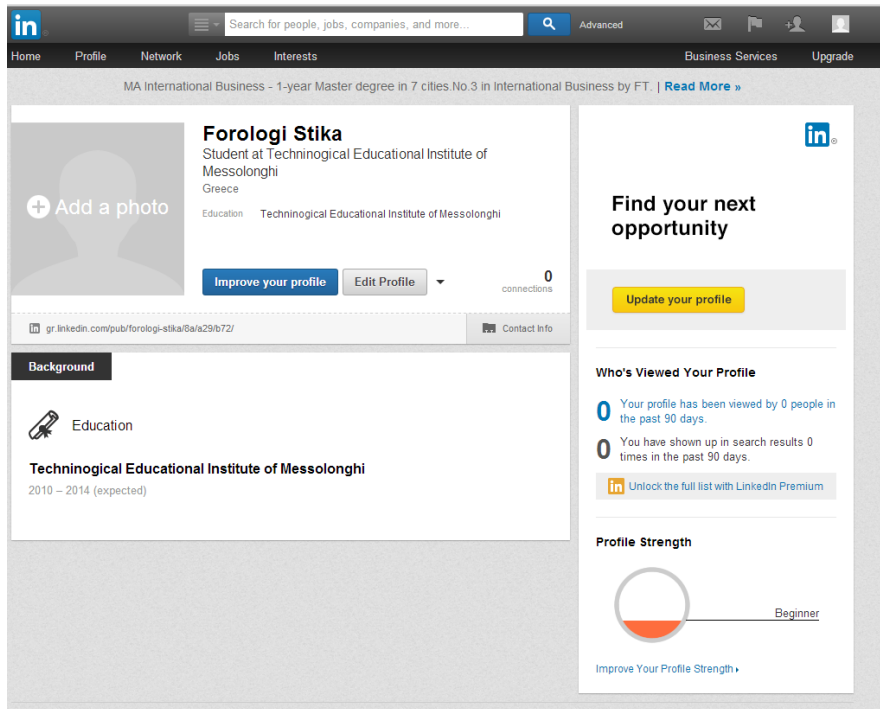 in
Search for people, jobs, companies, and more...
Advanced
Home Profile Network Jobs Interests Business Services Upgrade
MA International Business - 1-year Master degree in 7 cities.No.3 in International Business by FT. | Read More »
Add a photo
Forologi Stika
Student at Techninogical Educational Institute of
Messolonghi
Greece
Education Techninogical Educational Institute of Messolonghi
Improve your profile Edit Profile
0
connections
in gr.linkedin.com/pub/forologi-stika/8a/a29/b72/
Contact Info
Background
Education
Techninogical Educational Institute of Messolonghi
2010 – 2014 (expected)
in
Find your next
opportunity
Update your profile
Who's Viewed Your Profile
0 Your profile has been viewed by 0 people in
the past 90 days.
0 You have shown up in search results 0
times in the past 90 days.
in Unlock the full list with LinkedIn Premium
Profile Strength
Beginner
Improve Your Profile Strength